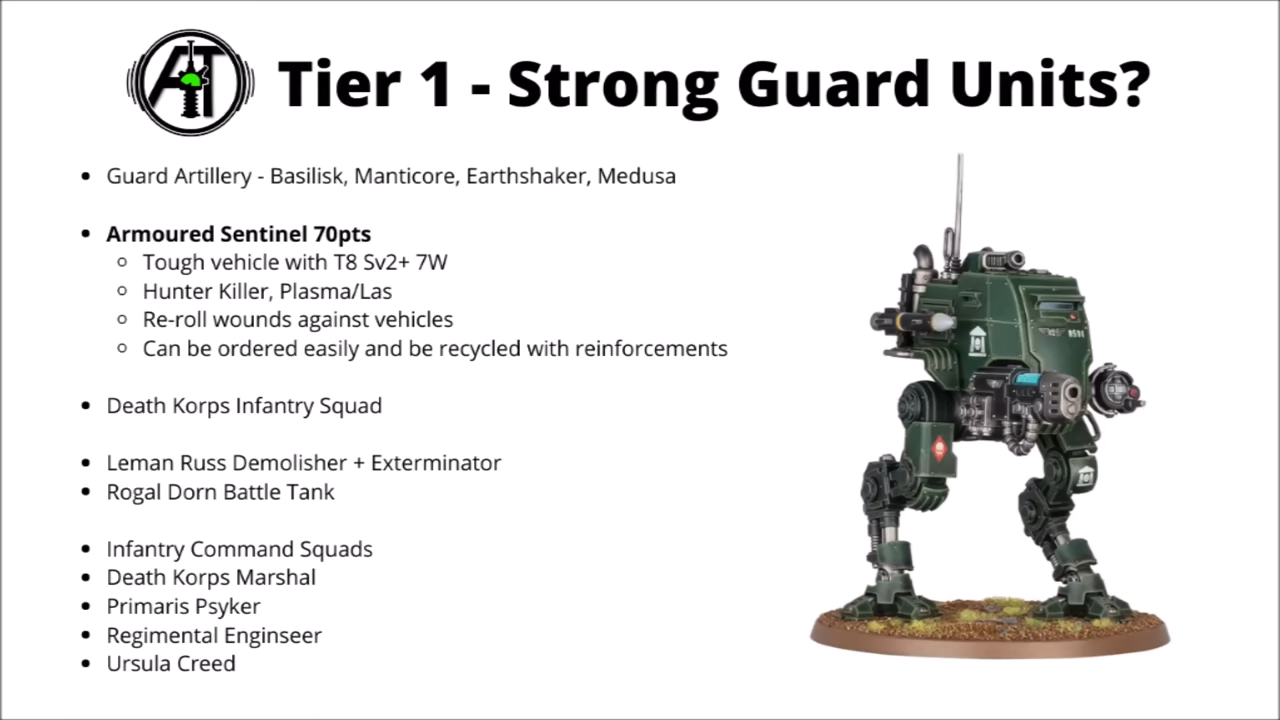 AT
Tier 1 - Strong Guard Units?
Guard Artillery - Basilisk, Manticore, Earthshaker, Medusa
Armoured Sentinel 70pts
Tough vehicle with T8 Sv2+ 7W
Hunter Killer, Plasma/Las
Re-roll wounds against vehicles
Can be ordered easily and be recycled with reinforcements
Death Korps Infantry Squad
Leman Russ Demolisher + Exterminator
Rogal Dorn Battle Tank
Infantry Command Squads
Death Korps Marshal
Primaris Psyker
Regimental Enginseer
Ursula Creed